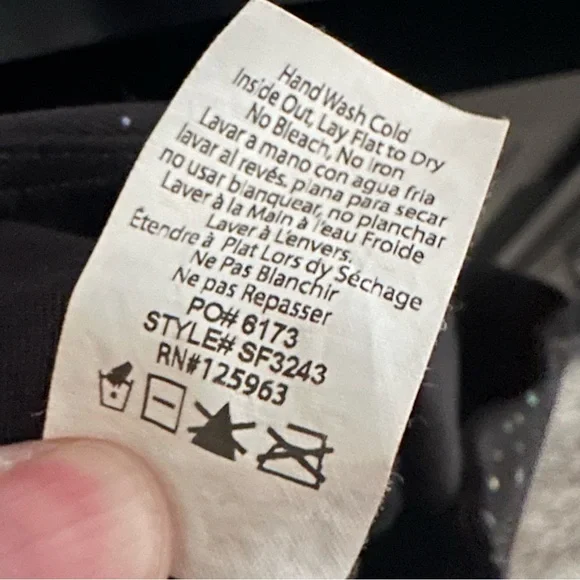 Hand Wash Cold
Inside Out, Lay Flat to Dry
No Bleach, No Iron
Lavar a mano con agua fria
lavar al revés, plana para secar
no usar blanquear, no planchar
Laver à la Main à l'eau Froide
Laver à L'envers.
Étendre à Plat Lors dy Séchage
Ne Pas Blanchir
Ne pas Repasser
PO# 6173
STYLE# SF3243
RN#125963